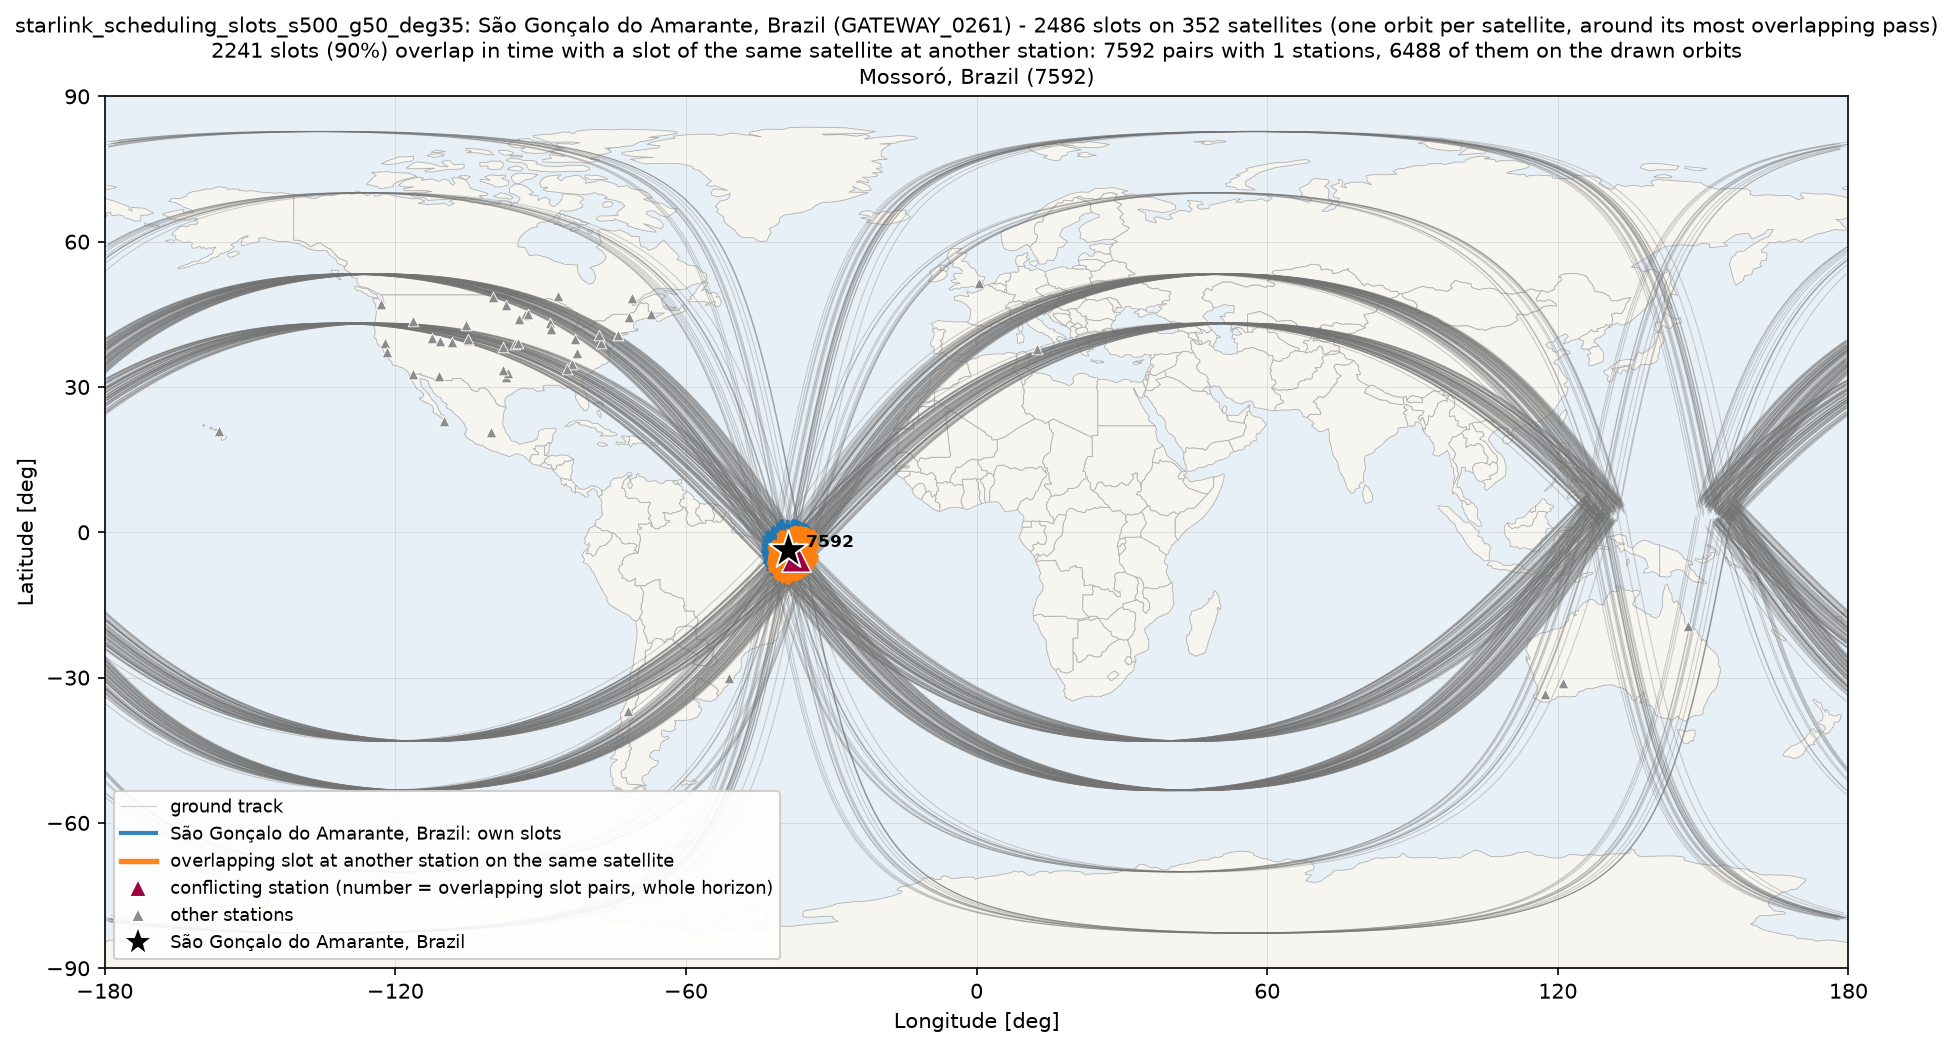 starlink_scheduling_slots_s500_g50_deg35: São Gonçalo do Amarante, Brazil (GATEWAY_0261) - 2486 slots on 352 satellites (one orbit per satellite, around its most overlapping pass)
2241 slots (90%) overlap in time with a slot of the same satellite at another station: 7592 pairs with 1 stations, 6488 of them on the drawn orbits
Mossoró, Brazil (7592)
90
60
30
0
−30
−60
−90
Latitude [deg]
7592
ground track
São Gonçalo do Amarante, Brazil: own slots
overlapping slot at another station on the same satellite
conflicting station (number = overlapping slot pairs, whole horizon)
other stations
São Gonçalo do Amarante, Brazil
−180
−120
−60
0
60
120
180
Longitude [deg]